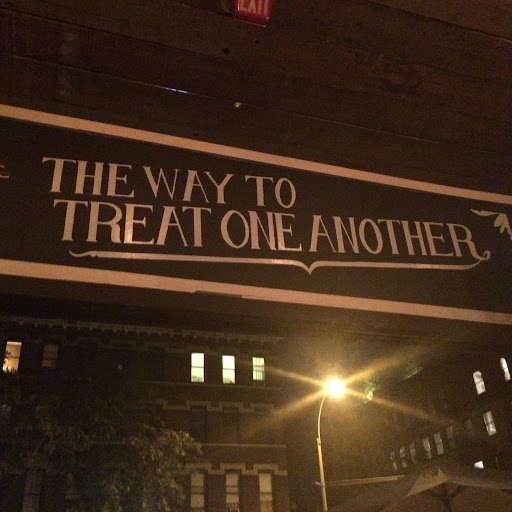 EXIT
THE WAY TO
TREAT ONE ANOTHER